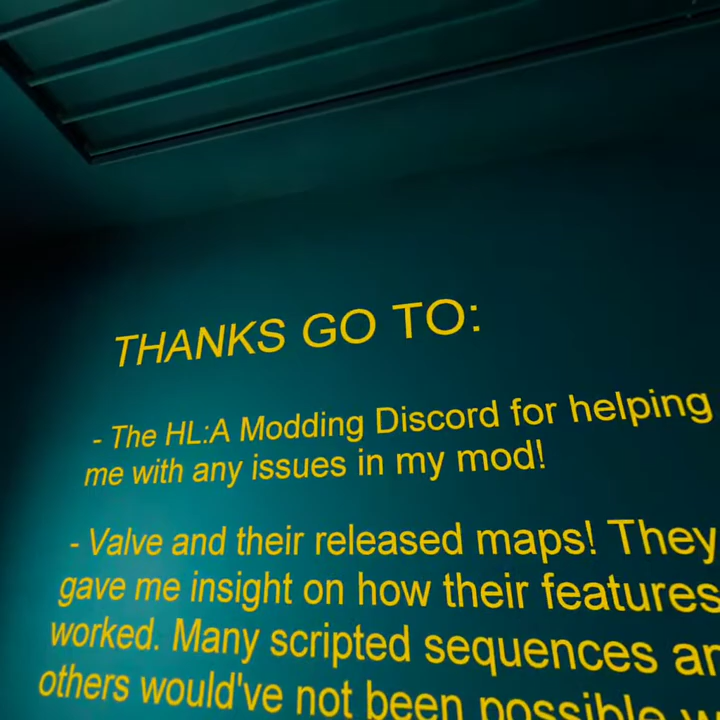 THANKS GO TO:
- The HL:A Modding Discord for helping
me with any issues in my mod!
- Valve and their released maps! They
gave me insight on how their features
worked. Many scripted sequences
others would've not been possible